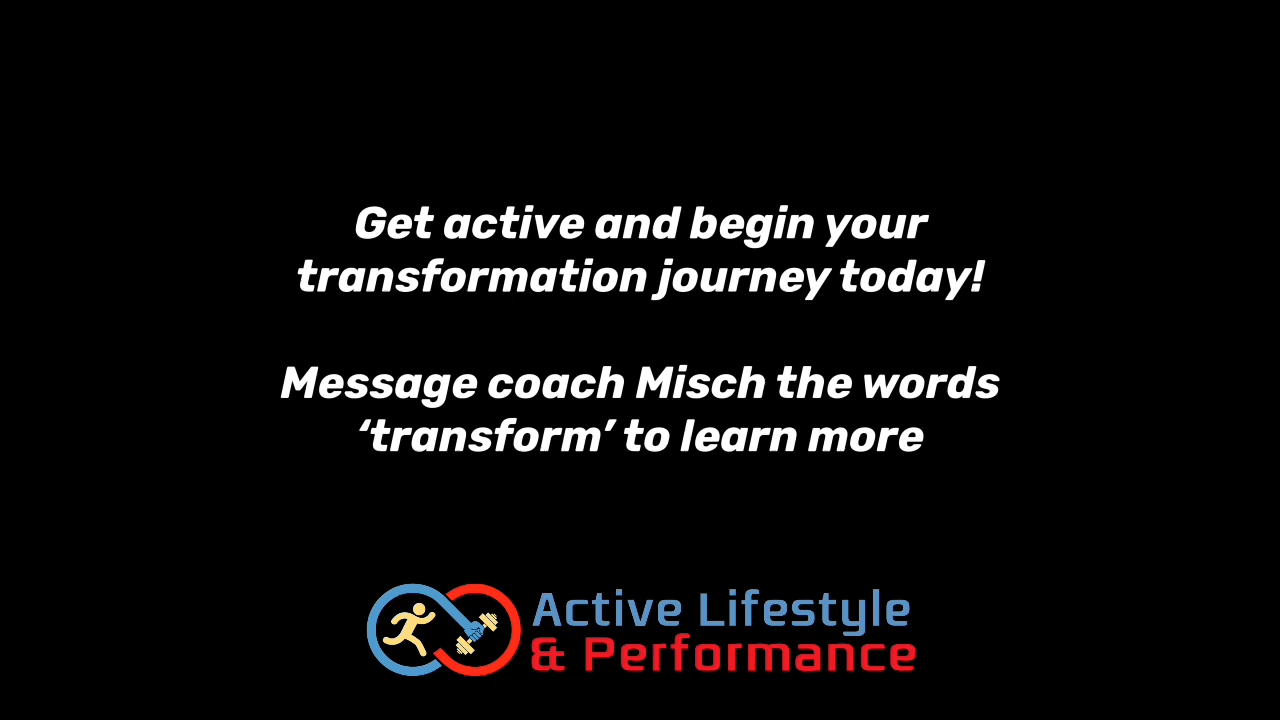 Get active and begin your
transformation journey today!
Message coach Misch the words
‘transform’ to learn more
Active Lifestyle
& Performance